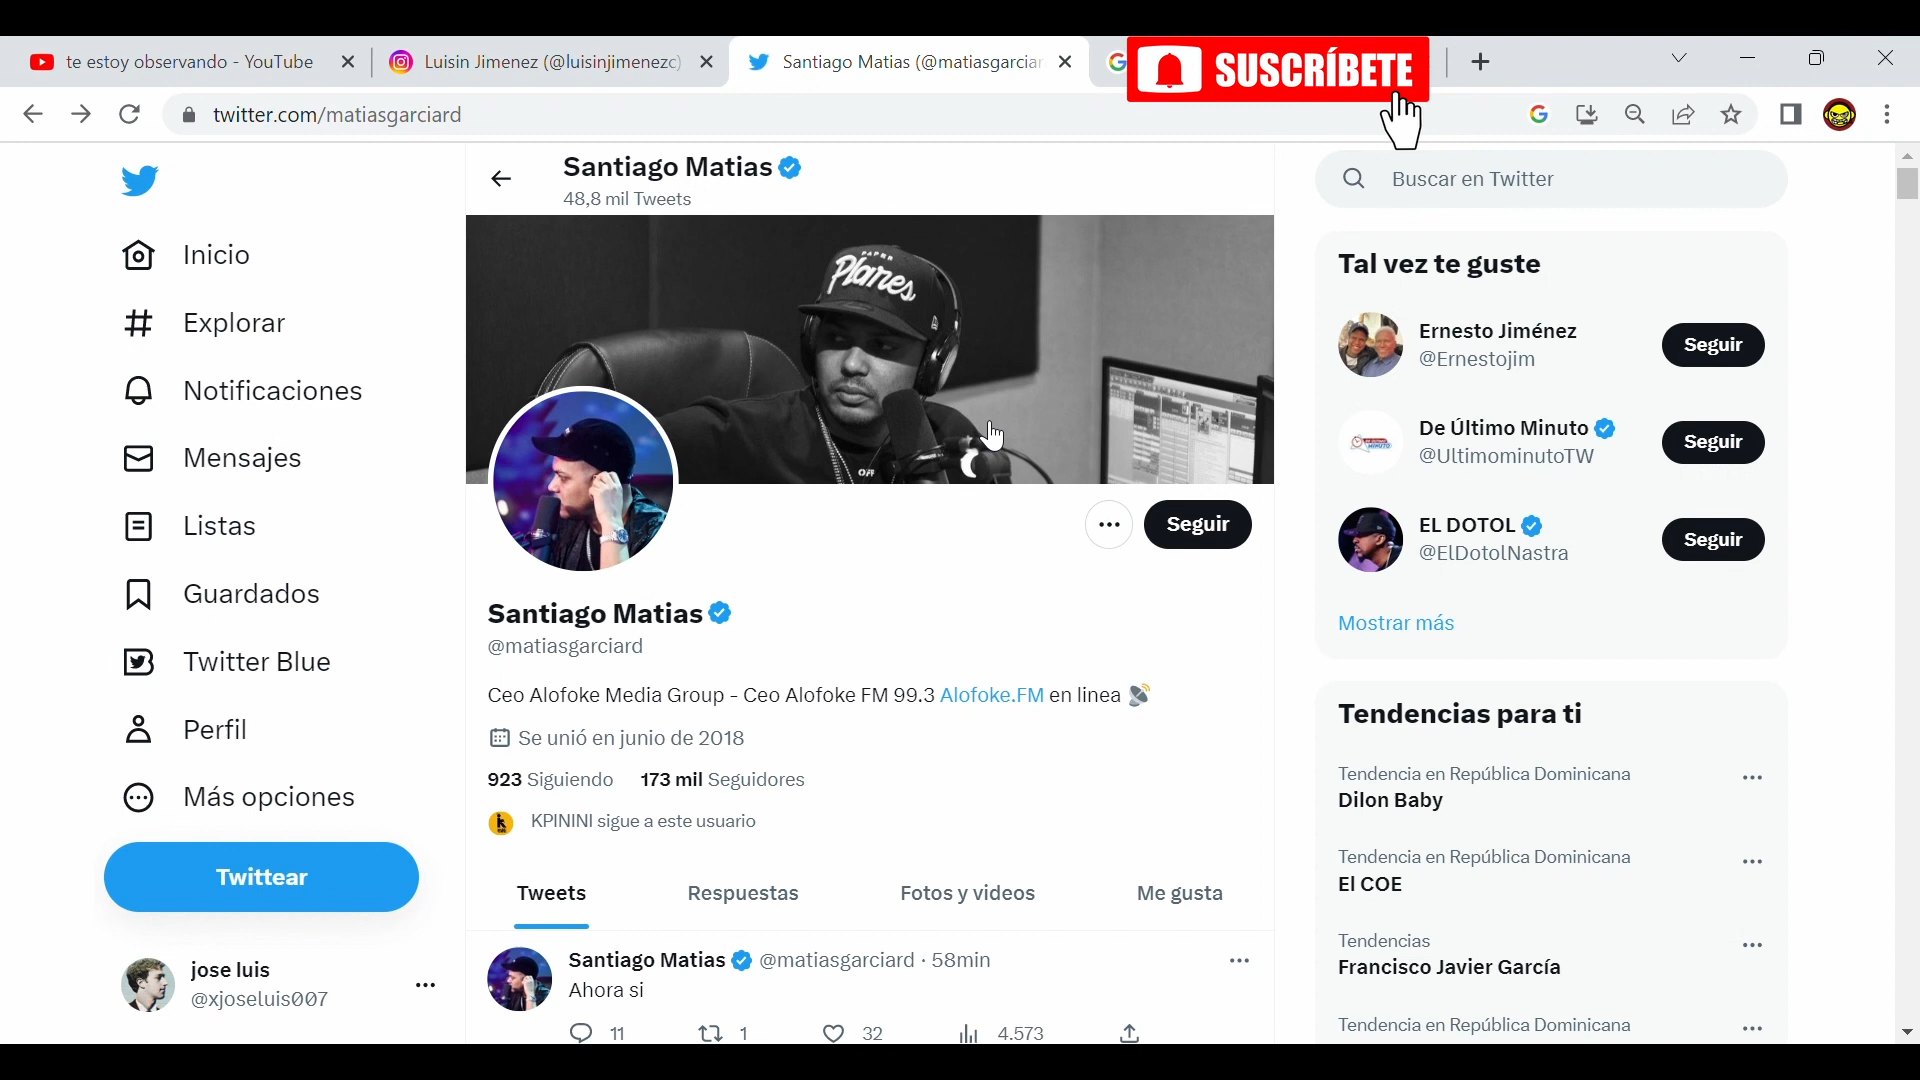 te estoy observando - YouTube
Luisin Jimenez (@luisinjimenezc)
Santiago Matias (@matiasgarciar
SUSCRÍBETE
twitter.com/matiasgarciard
Santiago Matias
48,8 mil Tweets
Inicio
Explorar
Notificaciones
Mensajes
Listas
Guardados
Twitter Blue
Perfil
Más opciones
Twittear
jose luis
@xjoseluis007
PAPER
Planes
OFF
Seguir
Santiago Matias
@matiasgarciard
Ceo Alofoke Media Group - Ceo Alofoke FM 99.3 Alofoke.FM en linea
Se unió en junio de 2018
923 Siguiendo 173 mil Seguidores
KPININI sigue a este usuario
Tweets Respuestas Fotos y videos Me gusta
Santiago Matias @matiasgarciard · 58min
Ahora si
11 1 32 4.573
Buscar en Twitter
Tal vez te guste
Ernesto Jiménez
@Ernestojim
Seguir
De Último Minuto
@UltimominutoTW
Seguir
EL DOTOL
@ElDotolNastra
Seguir
Mostrar más
Tendencias para ti
Tendencia en República Dominicana
Dilon Baby
Tendencia en República Dominicana
El COE
Tendencias
Francisco Javier García
Tendencia en República Dominicana